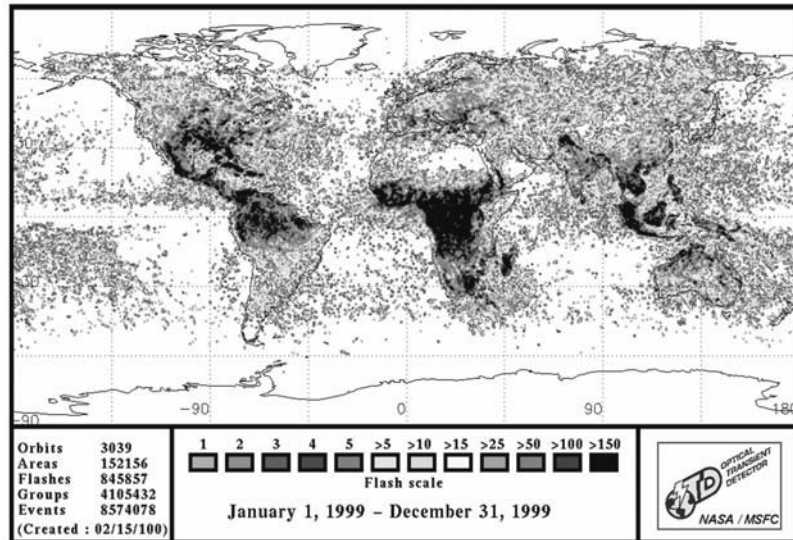 30
-30
-90
-90
0
90
180
Orbits 3039
Areas 152156
Flashes 845857
Groups 4105432
Events 8574078
(Created : 02/15/100)
1 2 3 4 5 >5 >10 >15 >25 >50 >100 >150
Flash scale
January 1, 1999 – December 31, 1999
OTD
OPTICAL
TRANSIENT
DETECTOR
NASA / MSFC